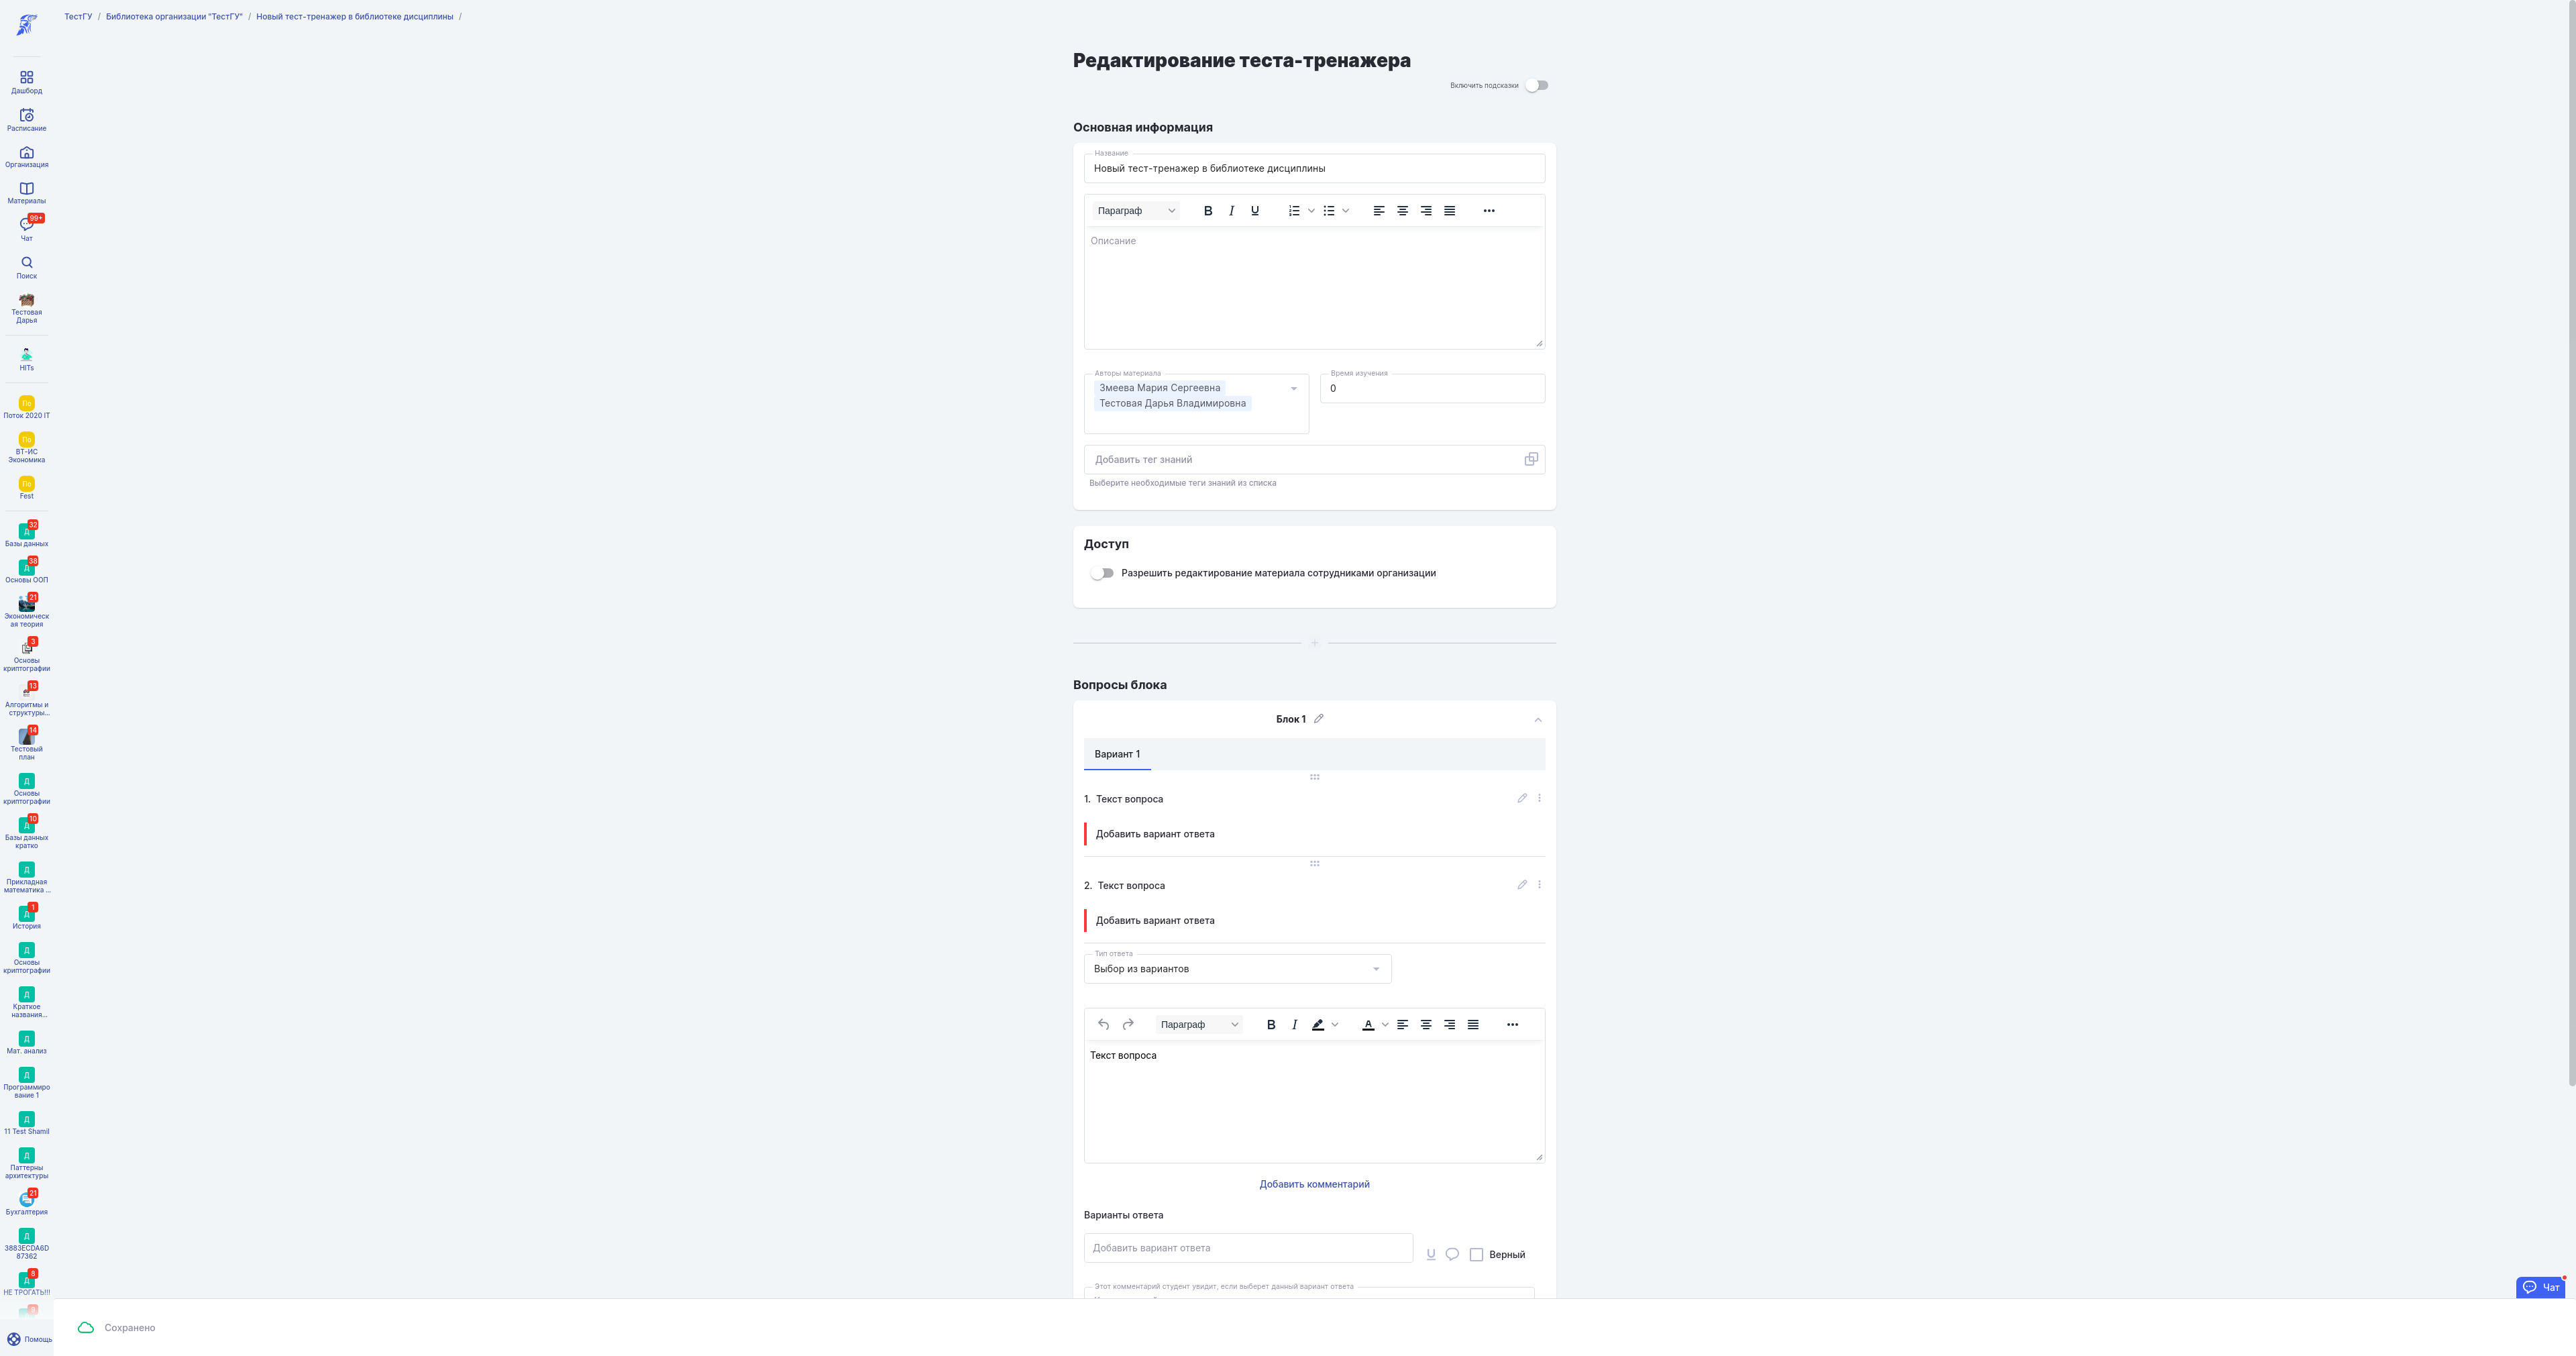 ТестГУ / Библиотека организации "ТестГУ" / Новый тест-тренажер в библиотеке дисциплины /
Дашборд
Расписание
Организация
Материалы
99+
Чат
Поиск
Тестовая
Дарья
HITs
По
Поток 2020 IT
По
ВТ-ИС
Экономика
По
Fest
32
Д
Базы данных
38
Д
Основы ООП
21
Экономическ
ая теория
3
Основы
криптографии
13
Алгоритмы и
структуры...
14
Тестовый
план
Д
Основы
криптографии
10
Д
Базы данных
кратко
Д
Прикладная
математика ...
1
Д
История
Д
Основы
криптографии
Д
Краткое
названия...
Д
Мат. анализ
Д
Программиро
вание 1
Д
11 Test Shamil
Д
Паттерны
архитектуры
21
Бухгалтерия
Д
3883ECDA6D
87362
8
Д
НЕ ТРОГАТЬ!!!
Помощь
Редактирование теста-тренажера
Включить подсказки
Основная информация
Название
Новый тест-тренажер в библиотеке дисциплины
Параграф
Описание
Авторы материала
Змеева Мария Сергеевна
Тестовая Дарья Владимировна
Время изучения
0
Добавить тег знаний
Выберите необходимые теги знаний из списка
Доступ
Разрешить редактирование материала сотрудниками организации
Вопросы блока
Блок 1
Вариант 1
1. Текст вопроса
Добавить вариант ответа
2. Текст вопроса
Добавить вариант ответа
Тип ответа
Выбор из вариантов
Параграф
Текст вопроса
Добавить комментарий
Варианты ответа
Добавить вариант ответа
Верный
Этот комментарий студент увидит, если выберет данный вариант ответа
Чат
Сохранено